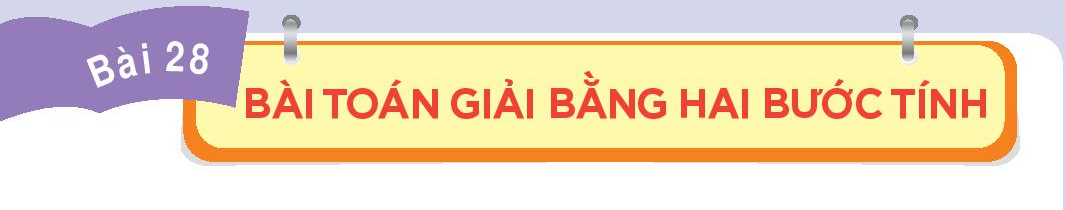 Bài 28
BÀI TOÁN GIẢI BẰNG HAI BƯỚC TÍNH